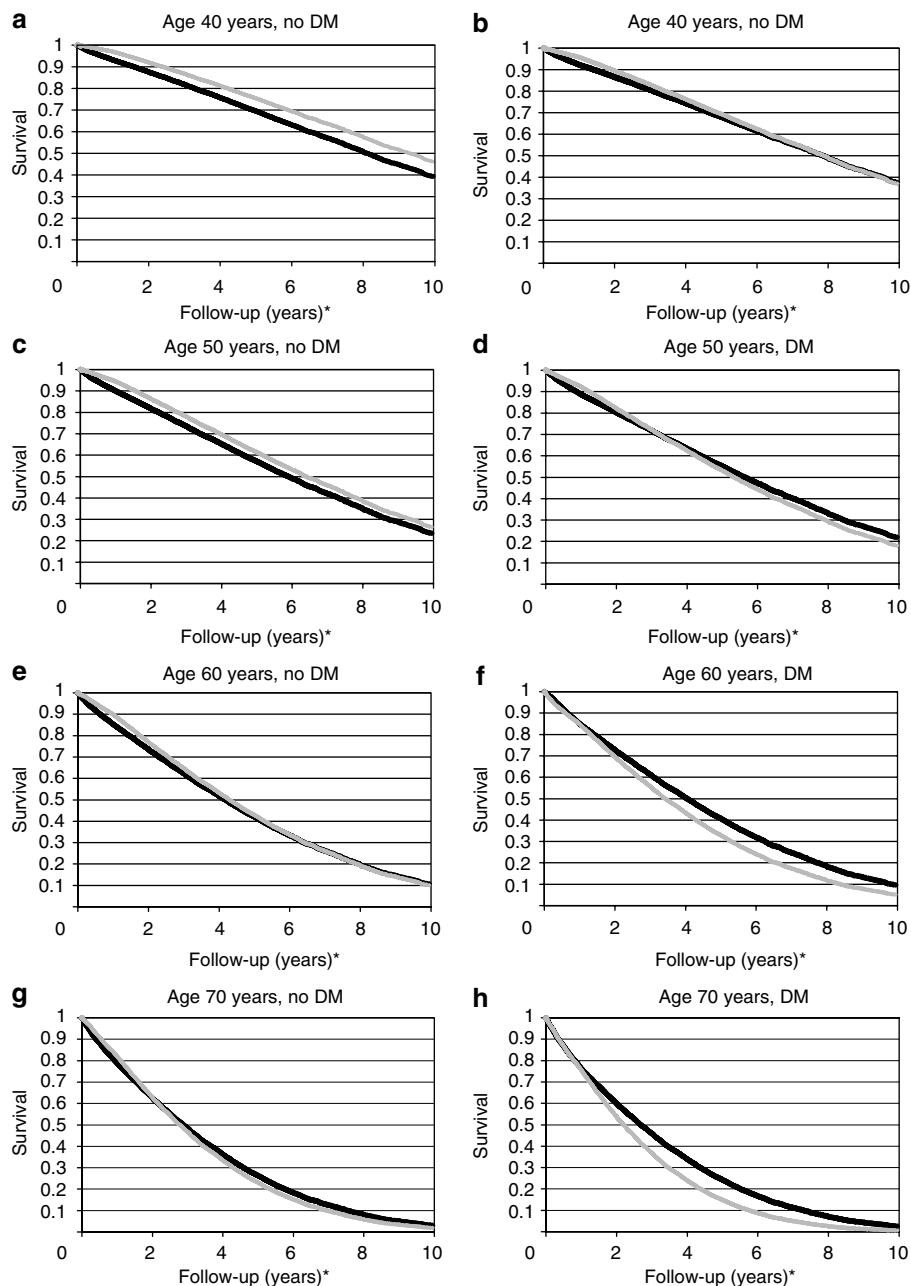 a
Age 40 years, no DM
1
0.9
0.8
0.7
0.6
0.5
0.4
0.3
0.2
0.1
Survival
0 2 4 6 8 10
Follow-up (years)*
b
Age 40 years, no DM
1
0.9
0.8
0.7
0.6
0.5
0.4
0.3
0.2
0.1
Survival
0 2 4 6 8 10
Follow-up (years)*
c
Age 50 years, no DM
1
0.9
0.8
0.7
0.6
0.5
0.4
0.3
0.2
0.1
Survival
0 2 4 6 8 10
Follow-up (years)*
d
Age 50 years, DM
1
0.9
0.8
0.7
0.6
0.5
0.4
0.3
0.2
0.1
Survival
0 2 4 6 8 10
Follow-up (years)*
e
Age 60 years, no DM
1
0.9
0.8
0.7
0.6
0.5
0.4
0.3
0.2
0.1
Survival
0 2 4 6 8 10
Follow-up (years)*
f
Age 60 years, DM
1
0.9
0.8
0.7
0.6
0.5
0.4
0.3
0.2
0.1
Survival
0 2 4 6 8 10
Follow-up (years)*
g
Age 70 years, no DM
1
0.9
0.8
0.7
0.6
0.5
0.4
0.3
0.2
0.1
Survival
0 2 4 6 8 10
Follow-up (years)*
h
Age 70 years, DM
1
0.9
0.8
0.7
0.6
0.5
0.4
0.3
0.2
0.1
Survival
0 2 4 6 8 10
Follow-up (years)*